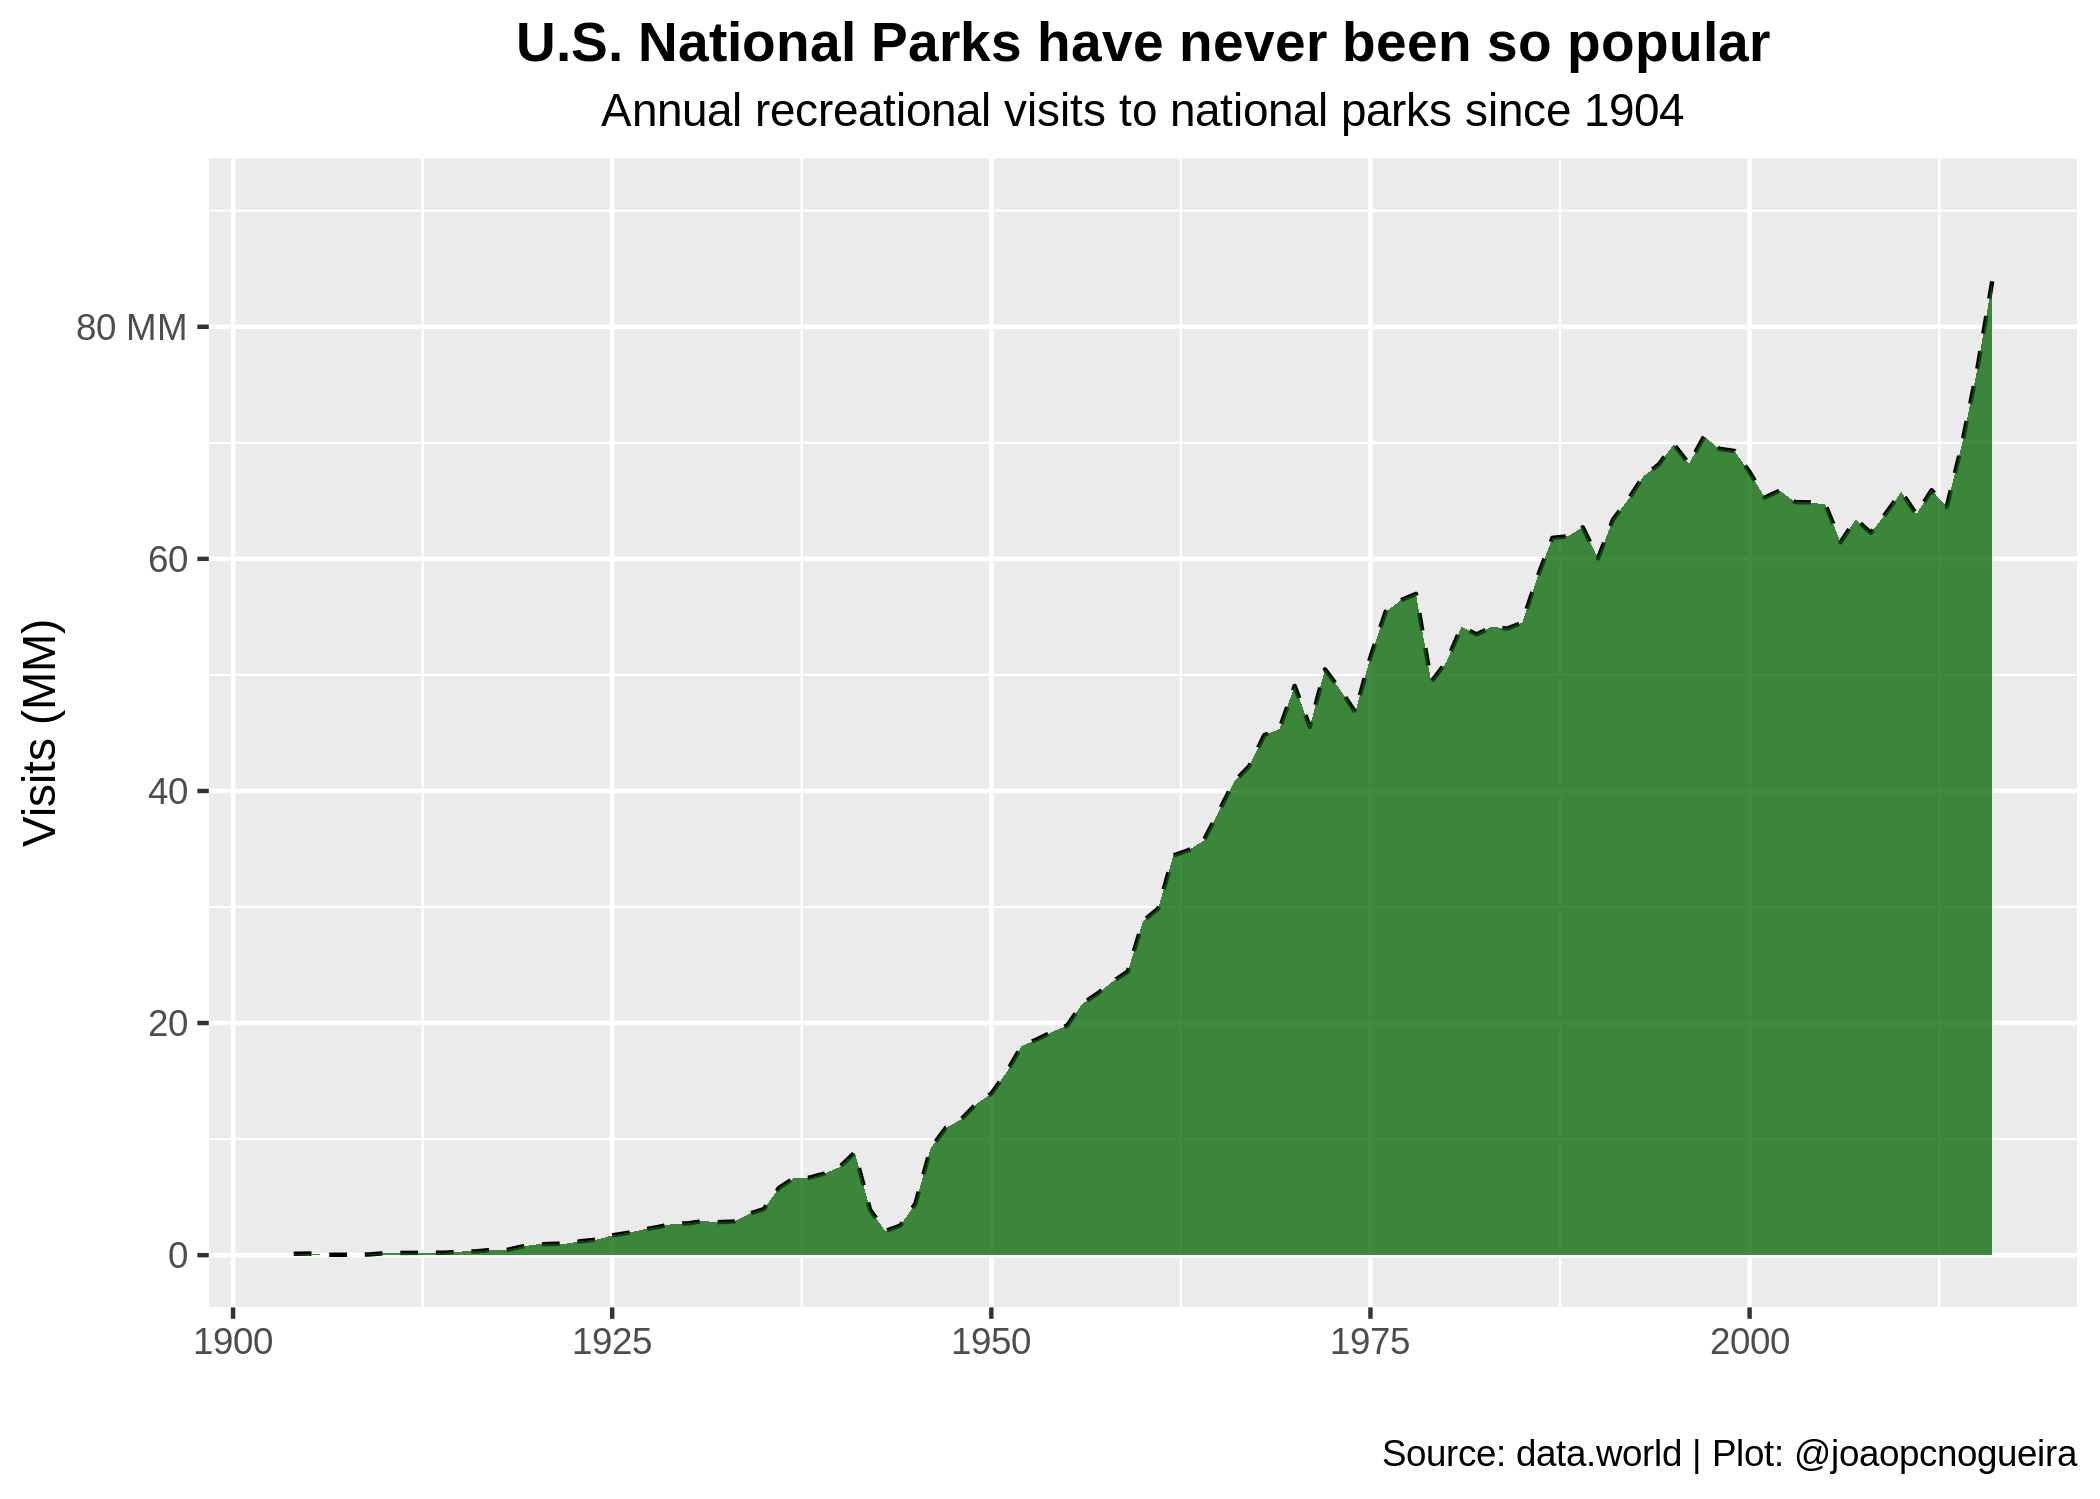 U.S. National Parks have never been so popular
Annual recreational visits to national parks since 1904
Visits (MM)
80 MM
60
40
20
0
1900 1925 1950 1975 2000
Source: data.world | Plot: @joaopcnogueira